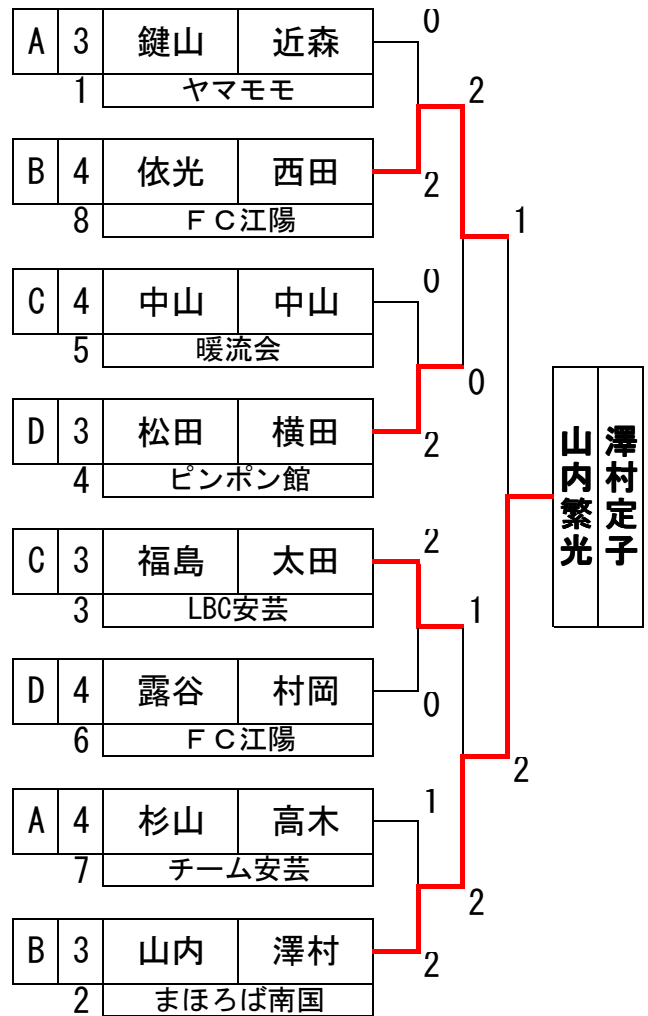 A 3 鍵山 近森
0
1 ヤマモモ
2
B 4 依光 西田
2
8 ＦＣ江陽
1
C 4 中山 中山
0
5 暖流会
0
D 3 松田 横田
2
4 ピンポン館
山内繁光 澤村定子
C 3 福島 太田
2
3 LBC安芸
1
D 4 露谷 村岡
0
6 ＦＣ江陽
2
A 4 杉山 高木
1
7 チーム安芸
2
B 3 山内 澤村
2
2 まほろば南国